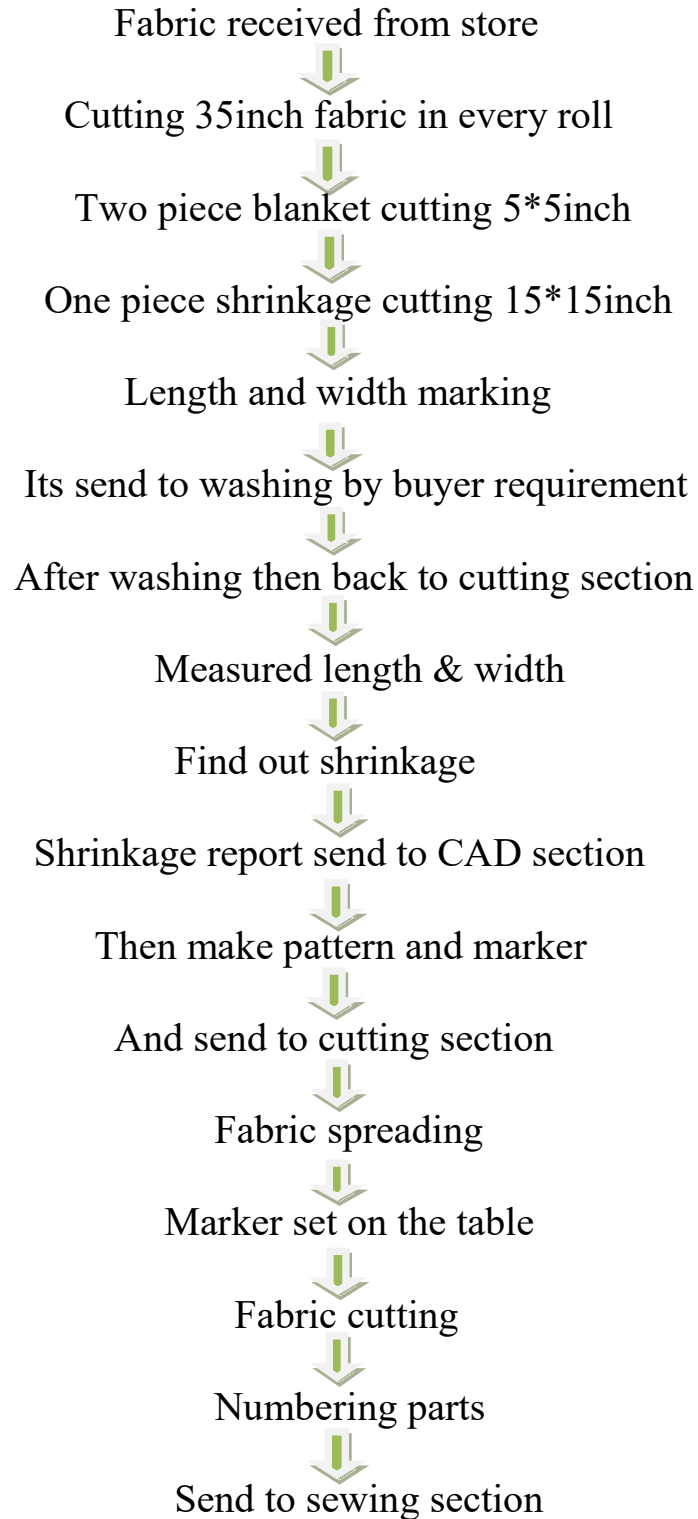 Fabric received from store
Cutting 35inch fabric in every roll
Two piece blanket cutting 5*5inch
One piece shrinkage cutting 15*15inch
Length and width marking
Its send to washing by buyer requirement
After washing then back to cutting section
Measured length & width
Find out shrinkage
Shrinkage report send to CAD section
Then make pattern and marker
And send to cutting section
Fabric spreading
Marker set on the table
Fabric cutting
Numbering parts
Send to sewing section